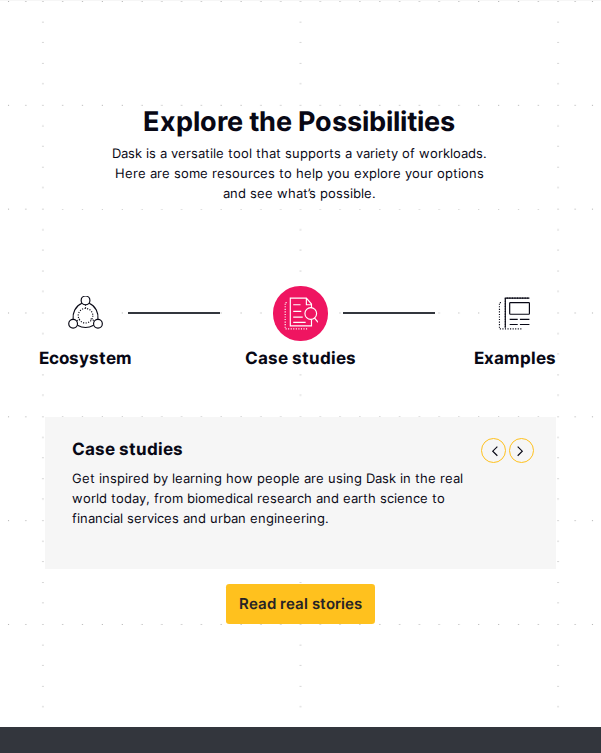 Explore the Possibilities
Dask is a versatile tool that supports a variety of workloads.
Here are some resources to help you explore your options
and see what’s possible.
Ecosystem
Case studies
Examples
Case studies
Get inspired by learning how people are using Dask in the real
world today, from biomedical research and earth science to
financial services and urban engineering.
Read real stories